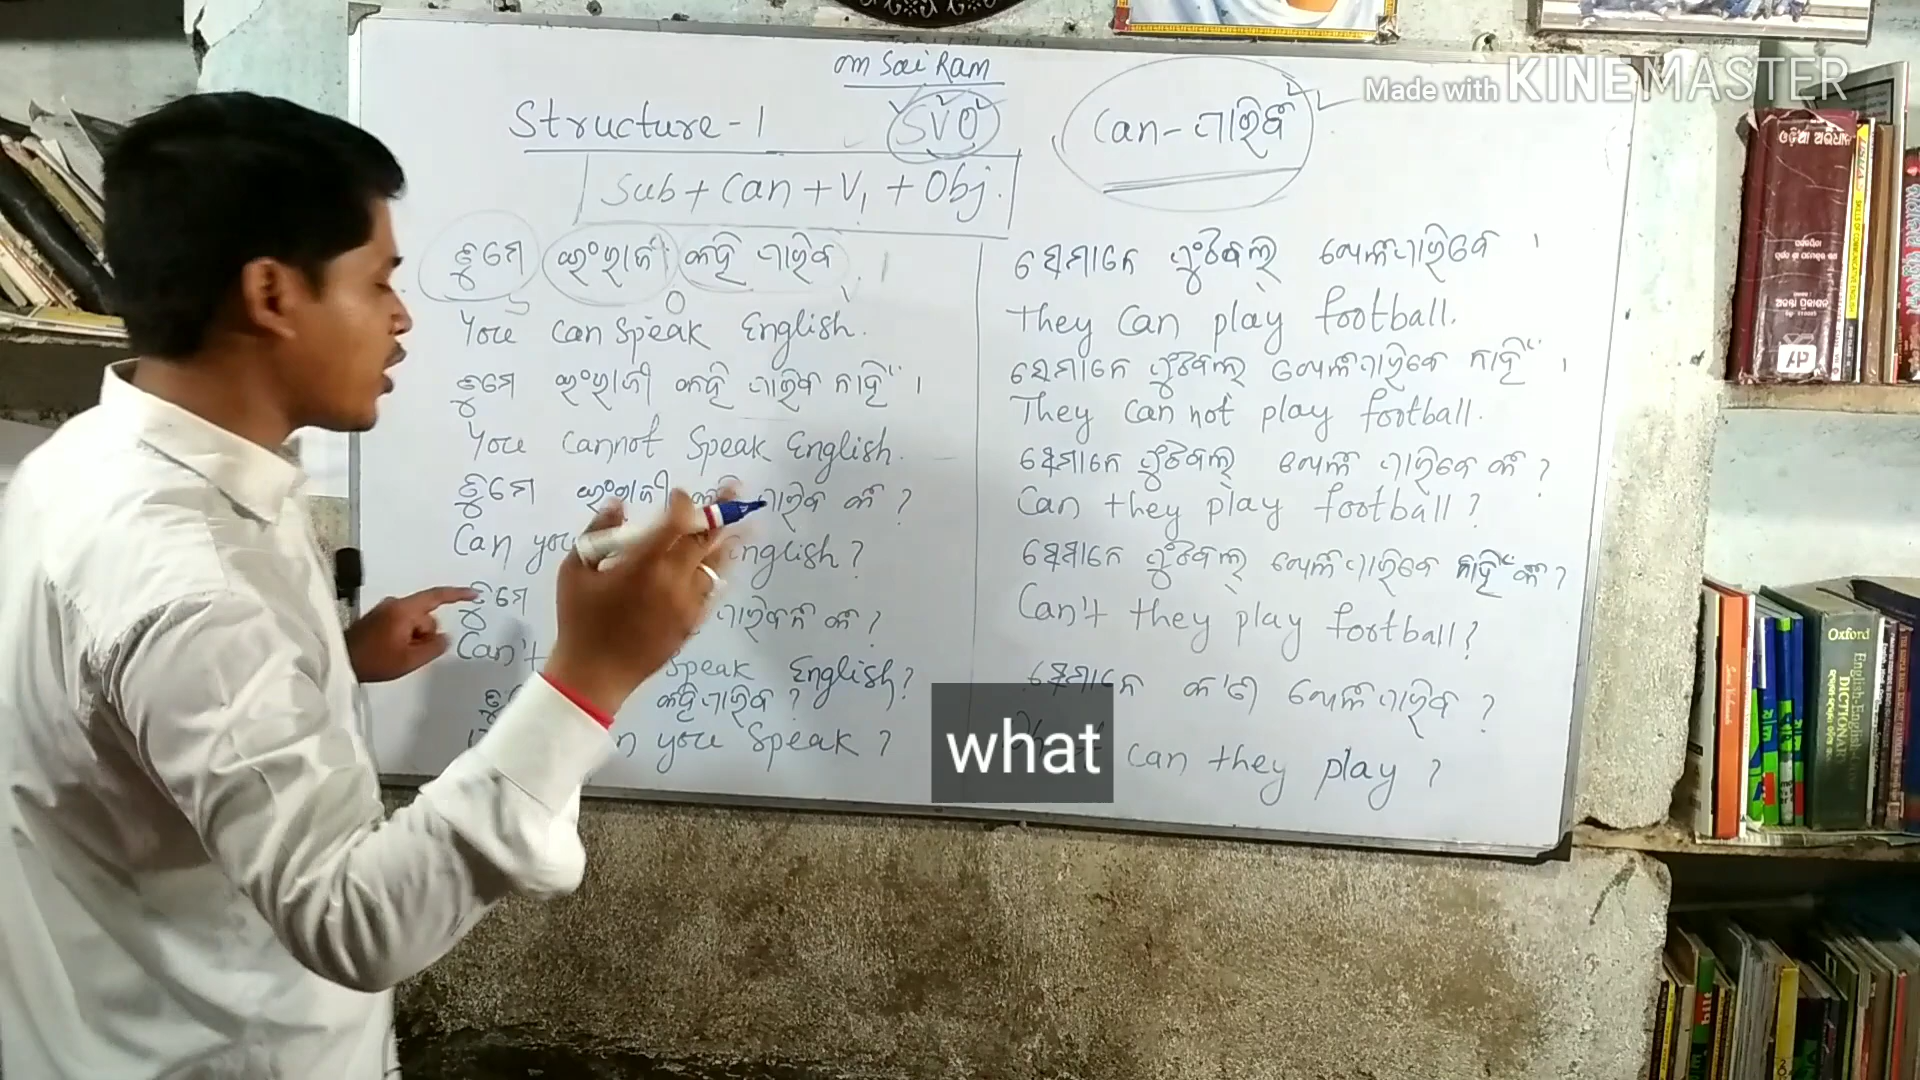 om Sai Ram
Made with KINEMASTER
Structure-1
SVO
Can - ପାରିବା
Sub + Can + V1 + Obj.
ତୁମେ ଇଂରାଜୀ କହି ପାରିବ ।
S O V
You can speak English.
ତୁମେ ଇଂରାଜୀ କହି ପାରିବ ନାହିଁ ।
You cannot speak English.
ତୁମେ ଇଂରାଜୀ ପାରିବ କି ?
Can you English ?
ତୁମେ ପାରିବନି କି ?
Can't Speak English?
କହିପାରିବ ?
you speak ?
ସେମାନେ ଫୁଟବଲ୍ ଖେଳିପାରିବେ ।
They can play football.
ସେମାନେ ଫୁଟବଲ୍ ଖେଳିପାରିବେ ନାହିଁ ।
They can not play football.
ସେମାନେ ଫୁଟବଲ୍ ଖେଳି ପାରିବେ କି ?
Can they play football ?
ସେମାନେ ଫୁଟବଲ୍ ଖେଳିପାରିବେ ନାହିଁ କି ?
Can't they play football?
ସେମାନେ କ'ଣ ଖେଳିପାରିବ ?
can they play ?
what
Oxford
English-English
DICTIONARY